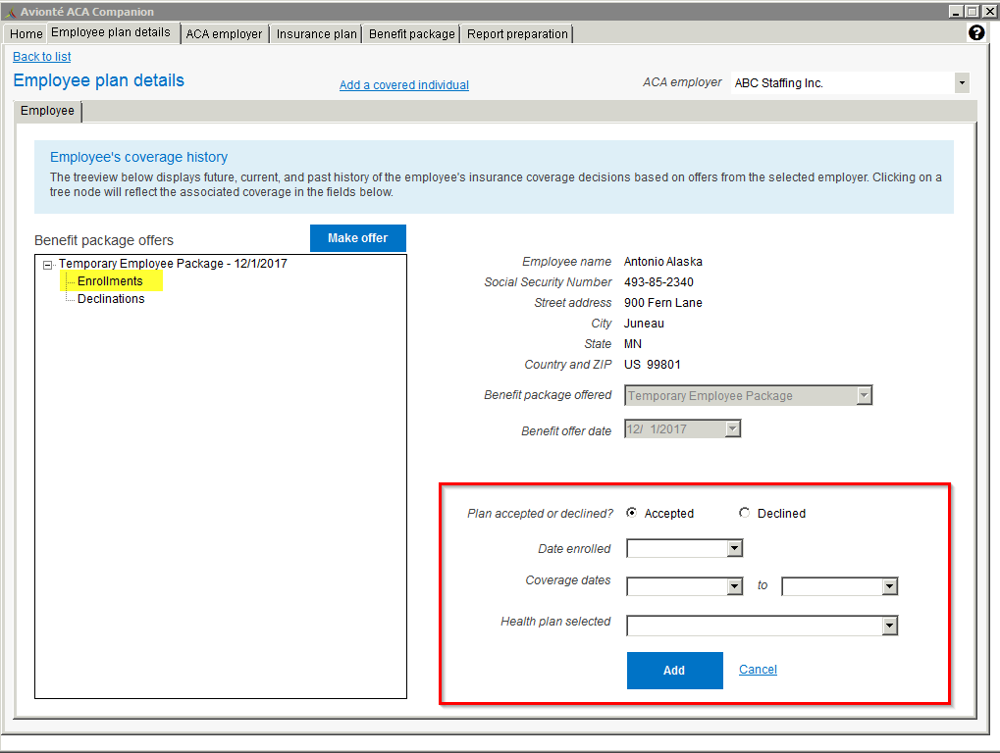 Avionté ACA Companion
Home Employee plan details ACA employer Insurance plan Benefit package Report preparation ?
Back to list
Employee plan details Add a covered individual ACA employer ABC Staffing Inc.
Employee
Employee's coverage history
The treeview below displays future, current, and past history of the employee's insurance coverage decisions based on offers from the selected employer. Clicking on a
tree node will reflect the associated coverage in the fields below.
Benefit package offers Make offer
Temporary Employee Package - 12/1/2017
Enrollments
Declinations
Employee name Antonio Alaska
Social Security Number 493-85-2340
Street address 900 Fern Lane
City Juneau
State MN
Country and ZIP US 99801
Benefit package offered Temporary Employee Package
Benefit offer date 12/ 1/2017
Plan accepted or declined? Accepted Declined
Date enrolled
Coverage dates to
Health plan selected
Add Cancel